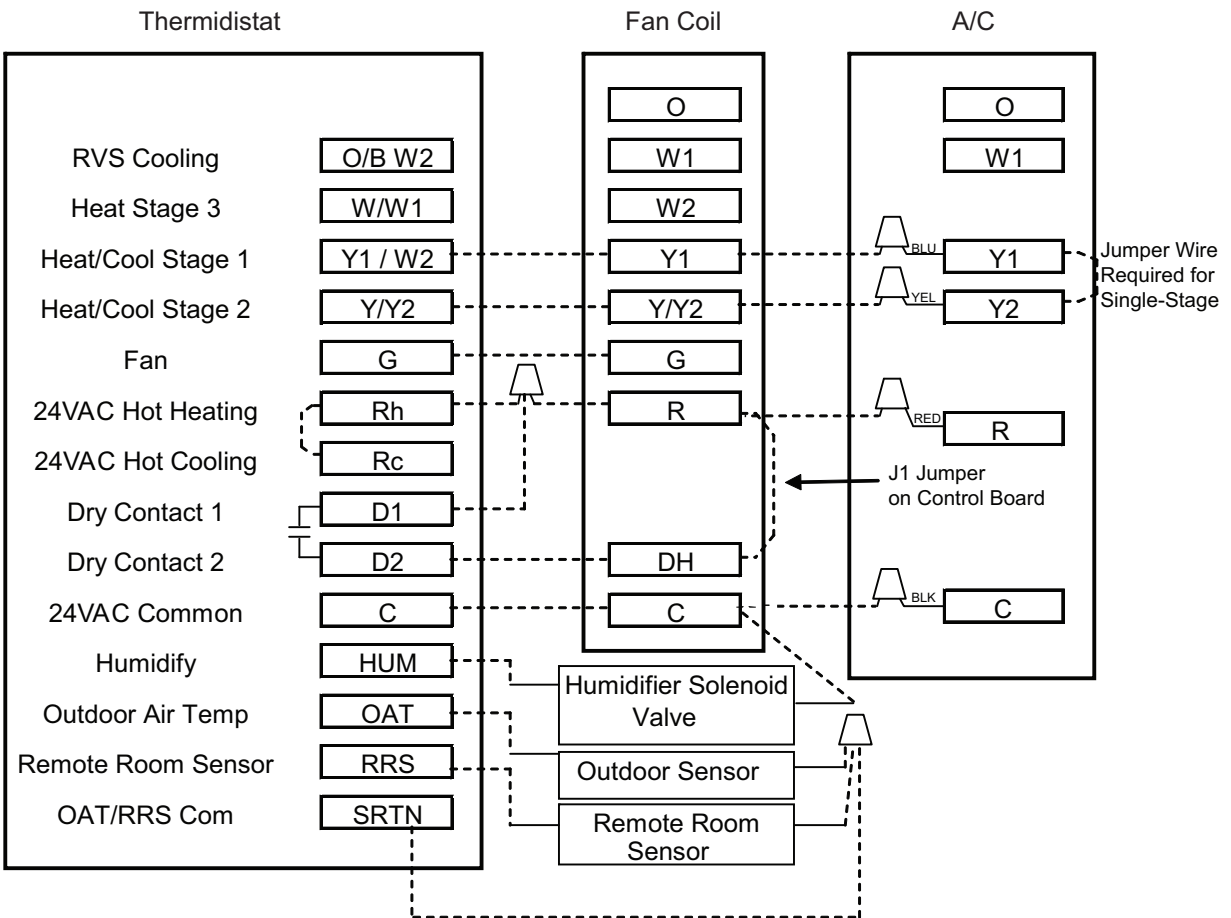 Thermidistat
Fan Coil
A/C
O
O
RVS Cooling
O/B W2
W1
W1
Heat Stage 3
W/W1
W2
Heat/Cool Stage 1
Y1 / W2
Y1
BLU
Y1
Jumper Wire
Required for
Single-Stage
Heat/Cool Stage 2
Y/Y2
Y/Y2
YEL
Y2
Fan
G
G
24VAC Hot Heating
Rh
R
RED
R
24VAC Hot Cooling
Rc
J1 Jumper
on Control Board
Dry Contact 1
D1
Dry Contact 2
D2
DH
24VAC Common
C
C
BLK
C
Humidify
HUM
Humidifier Solenoid
Valve
Outdoor Air Temp
OAT
Outdoor Sensor
Remote Room Sensor
RRS
Remote Room
Sensor
OAT/RRS Com
SRTN